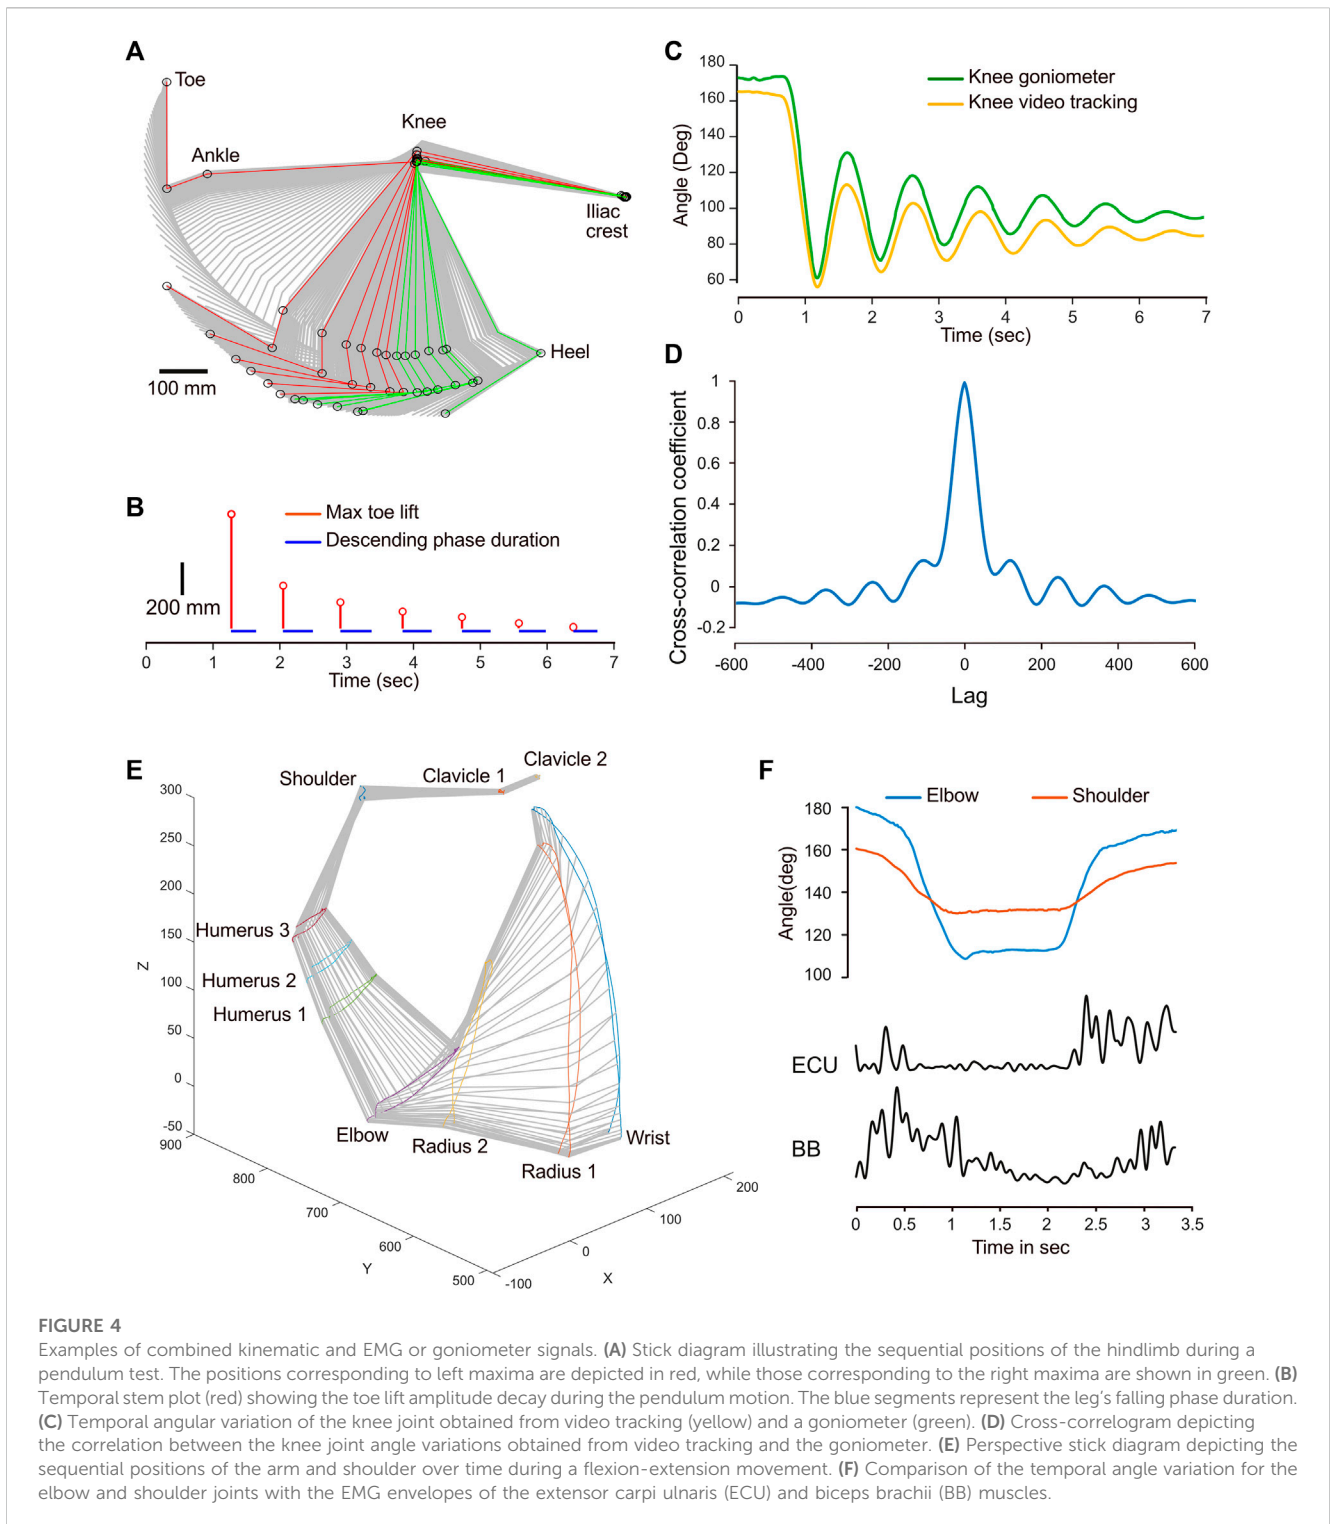 A
Toe
Ankle
Knee
Iliac
crest
Heel
100 mm
B
Max toe lift
Descending phase duration
200 mm
0 1 2 3 4 5 6 7
Time (sec)
C
Knee goniometer
Knee video tracking
180
160
140
120
100
80
60
Angle (Deg)
0 1 2 3 4 5 6 7
Time (sec)
D
1
0.8
0.6
0.4
0.2
0
-0.2
Cross-correlation coefficient
-600 -400 -200 0 200 400 600
Lag
E
Shoulder
Clavicle 1
Clavicle 2
300
250
200
150
100
50
0
-50
Z
Humerus 3
Humerus 2
Humerus 1
Elbow
Radius 2
Radius 1
Wrist
900
800
700
600
500
Y
-100
0
100
200
X
F
Elbow
Shoulder
180
160
140
120
100
Angle(deg)
ECU
BB
0 0.5 1 1.5 2 2.5 3 3.5
Time in sec
FIGURE 4
Examples of combined kinematic and EMG or goniometer signals. (A) Stick diagram illustrating the sequential positions of the hindlimb during a
pendulum test. The positions corresponding to left maxima are depicted in red, while those corresponding to the right maxima are shown in green. (B)
Temporal stem plot (red) showing the toe lift amplitude decay during the pendulum motion. The blue segments represent the leg's falling phase duration.
(C) Temporal angular variation of the knee joint obtained from video tracking (yellow) and a goniometer (green). (D) Cross-correlogram depicting
the correlation between the knee joint angle variations obtained from video tracking and the goniometer. (E) Perspective stick diagram depicting the
sequential positions of the arm and shoulder over time during a flexion-extension movement. (F) Comparison of the temporal angle variation for the
elbow and shoulder joints with the EMG envelopes of the extensor carpi ulnaris (ECU) and biceps brachii (BB) muscles.